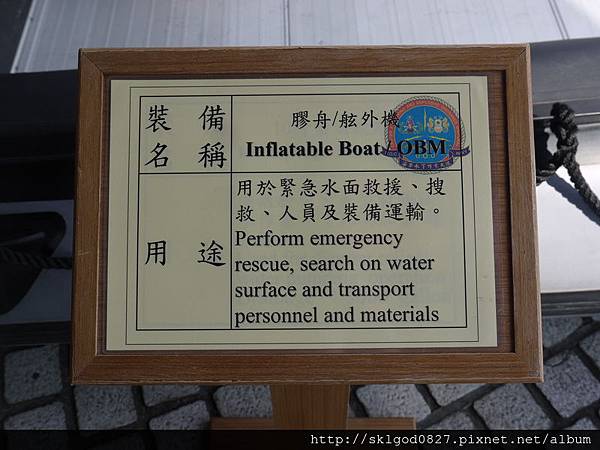 裝備
名稱
膠舟/舷外機
Inflatable Boat / OBM
用途
用於緊急水面救援、搜
救、人員及裝備運輸。
Perform emergency
rescue, search on water
surface and transport
personnel and materials
http://sklgod0827.pixnet.net/album